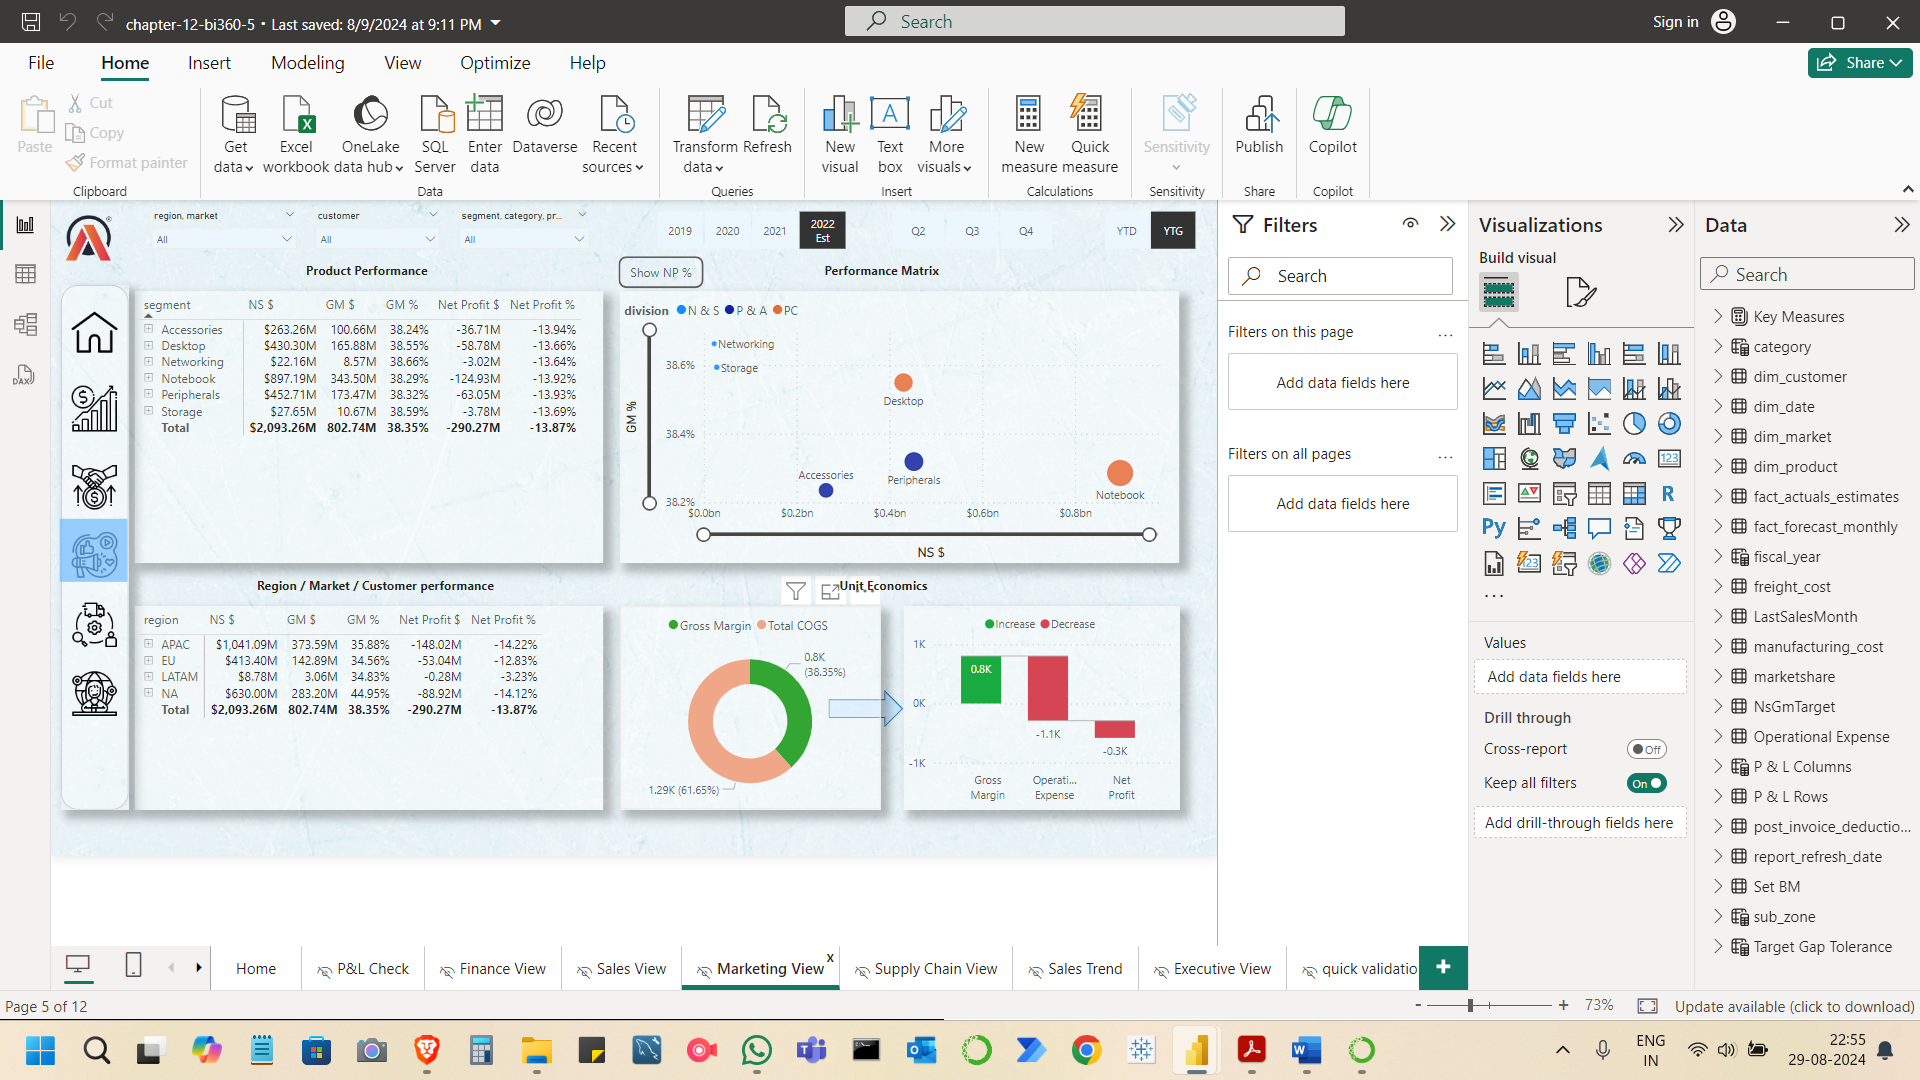 chapter-12-bi360-5 • Last saved: 8/9/2024 at 9:11 PM
Search
Sign in
File Home Insert Modeling View Optimize Help
Share
Paste
Cut
Copy
Format painter
Clipboard
Get data
Excel workbook
OneLake data hub
SQL Server
Enter data
Dataverse
Recent sources
Data
Transform data
Refresh
Queries
New visual
Text box
More visuals
Insert
New measure
Quick measure
Calculations
Sensitivity
Sensitivity
Publish
Share
Copilot
Copilot
region, market
All
customer
All
segment, category, pr...
All
2019 2020 2021 2022 Est
Q2 Q3 Q4
YTD YTG
Product Performance
segment NS $ GM $ GM % Net Profit $ Net Profit %
Accessories $263.26M 100.66M 38.24% -36.71M -13.94%
Desktop $430.30M 165.88M 38.55% -58.78M -13.66%
Networking $22.16M 8.57M 38.66% -3.02M -13.64%
Notebook $897.19M 343.50M 38.29% -124.93M -13.92%
Peripherals $452.71M 173.47M 38.32% -63.05M -13.93%
Storage $27.65M 10.67M 38.59% -3.78M -13.69%
Total $2,093.26M 802.74M 38.35% -290.27M -13.87%
Show NP %
Performance Matrix
division N & S P & A PC
Networking
38.6%
Storage
Desktop
GM %
38.4%
Accessories
Peripherals
Notebook
38.2%
$0.0bn $0.2bn $0.4bn $0.6bn $0.8bn
NS $
Region / Market / Customer performance
region NS $ GM $ GM % Net Profit $ Net Profit %
APAC $1,041.09M 373.59M 35.88% -148.02M -14.22%
EU $413.40M 142.89M 34.56% -53.04M -12.83%
LATAM $8.78M 3.06M 34.83% -0.28M -3.23%
NA $630.00M 283.20M 44.95% -88.92M -14.12%
Total $2,093.26M 802.74M 38.35% -290.27M -13.87%
Unit Economics
Gross Margin Total COGS
0.8K
(38.35%)
1.29K (61.65%)
Increase Decrease
1K
0.8K
0K
-1.1K
-0.3K
-1K
Gross Margin
Operati... Expense
Net Profit
Filters
Search
Filters on this page
...
Add data fields here
Filters on all pages
...
Add data fields here
Visualizations
Build visual
123
R
Py
123
...
Values
Add data fields here
Drill through
Cross-report Off
Keep all filters On
Add drill-through fields here
Data
Search
Key Measures
category
dim_customer
dim_date
dim_market
dim_product
fact_actuals_estimates
fact_forecast_monthly
fiscal_year
freight_cost
LastSalesMonth
manufacturing_cost
marketshare
NsGmTarget
Operational Expense
P & L Columns
P & L Rows
post_invoice_deductio...
report_refresh_date
Set BM
sub_zone
Target Gap Tolerance
DAX
Home P&L Check Finance View Sales View Marketing View x Supply Chain View Sales Trend Executive View quick validatio +
Page 5 of 12
- + 73%
Update available (click to download)
ENG
IN
22:55
29-08-2024